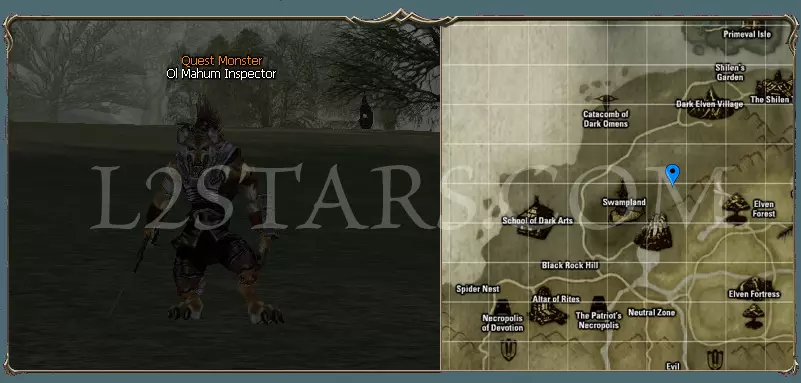 Quest Monster
Ol Mahum Inspector
L2STARS.COM
Primeval Isle
Shilen's
Garden
The Shilen
Dark Elven Village
Catacomb of
Dark Omens
Swampland
Elven
Forest
School of Dark Arts
Black Rock Hill
Spider Nest
Altar of Rites
Elven Fortress
Necropolis
of Devotion
The Patriot's
Necropolis
Neutral Zone
Evil